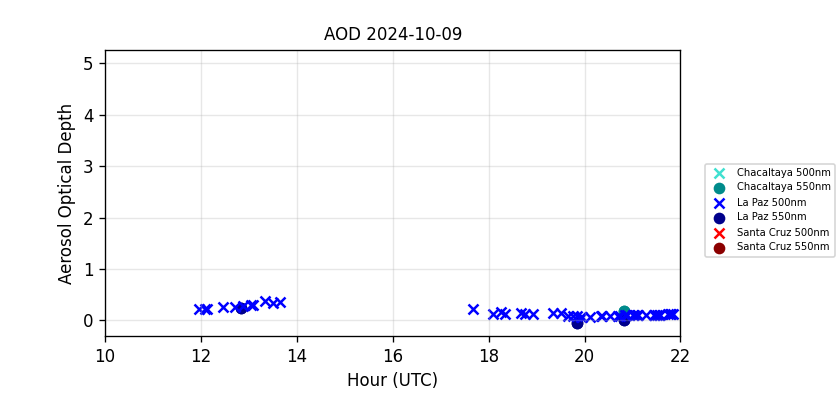 AOD 2024-10-09
5
4
3
2
1
0
Aerosol Optical Depth
10 12 14 16 18 20 22
Hour (UTC)
Chacaltaya 500nm
Chacaltaya 550nm
La Paz 500nm
La Paz 550nm
Santa Cruz 500nm
Santa Cruz 550nm